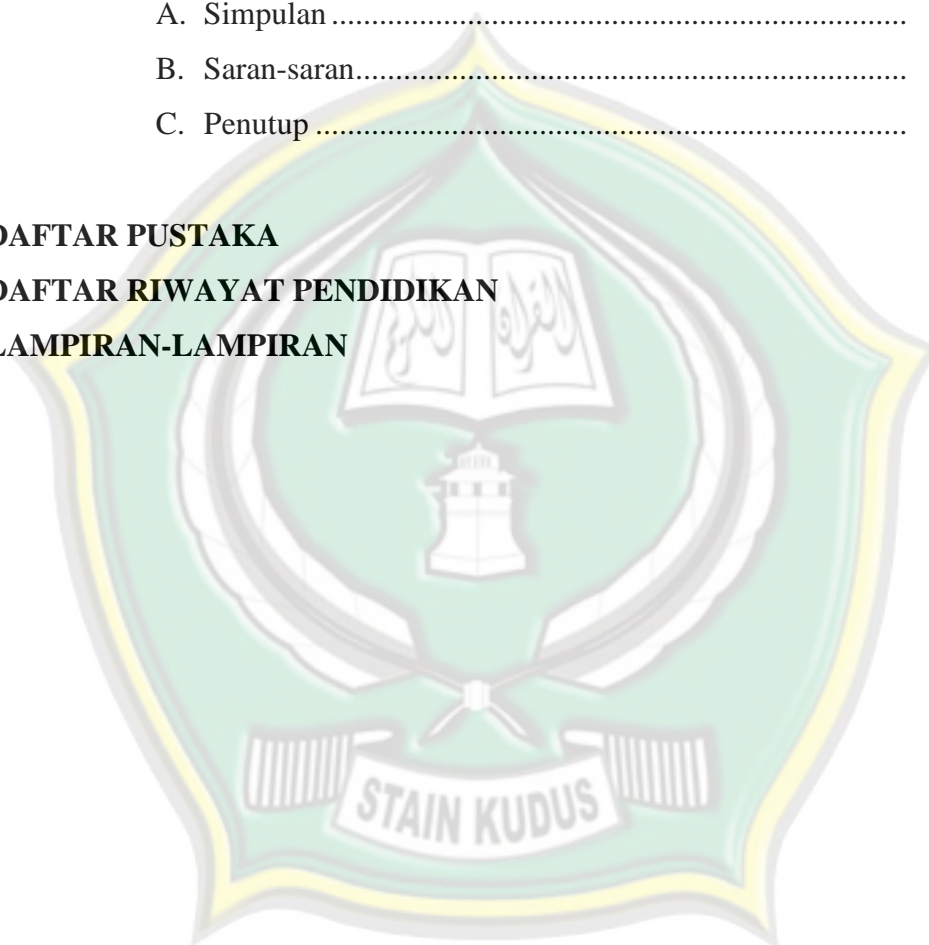 A. Simpulan ........................................................................
B. Saran-saran.....................................................................
C. Penutup ..........................................................................
DAFTAR PUSTAKA
DAFTAR RIWAYAT PENDIDIKAN
LAMPIRAN-LAMPIRAN
STAIN KUDUS